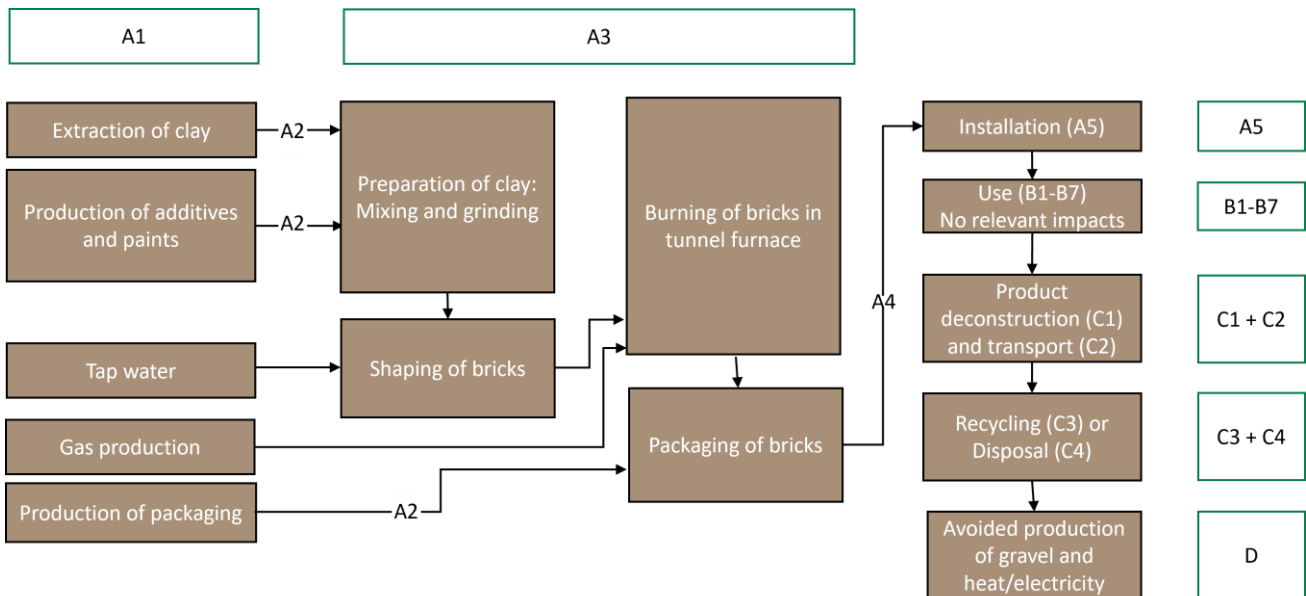 A1
A3
Extraction of clay
A2
Production of additives
and paints
A2
Tap water
Gas production
Production of packaging
A2
Preparation of clay:
Mixing and grinding
Shaping of bricks
Burning of bricks in
tunnel furnace
Packaging of bricks
A4
Installation (A5)
A5
Use (B1-B7)
No relevant impacts
B1-B7
Product
deconstruction (C1)
and transport (C2)
C1 + C2
Recycling (C3) or
Disposal (C4)
C3 + C4
Avoided production
of gravel and
heat/electricity
D